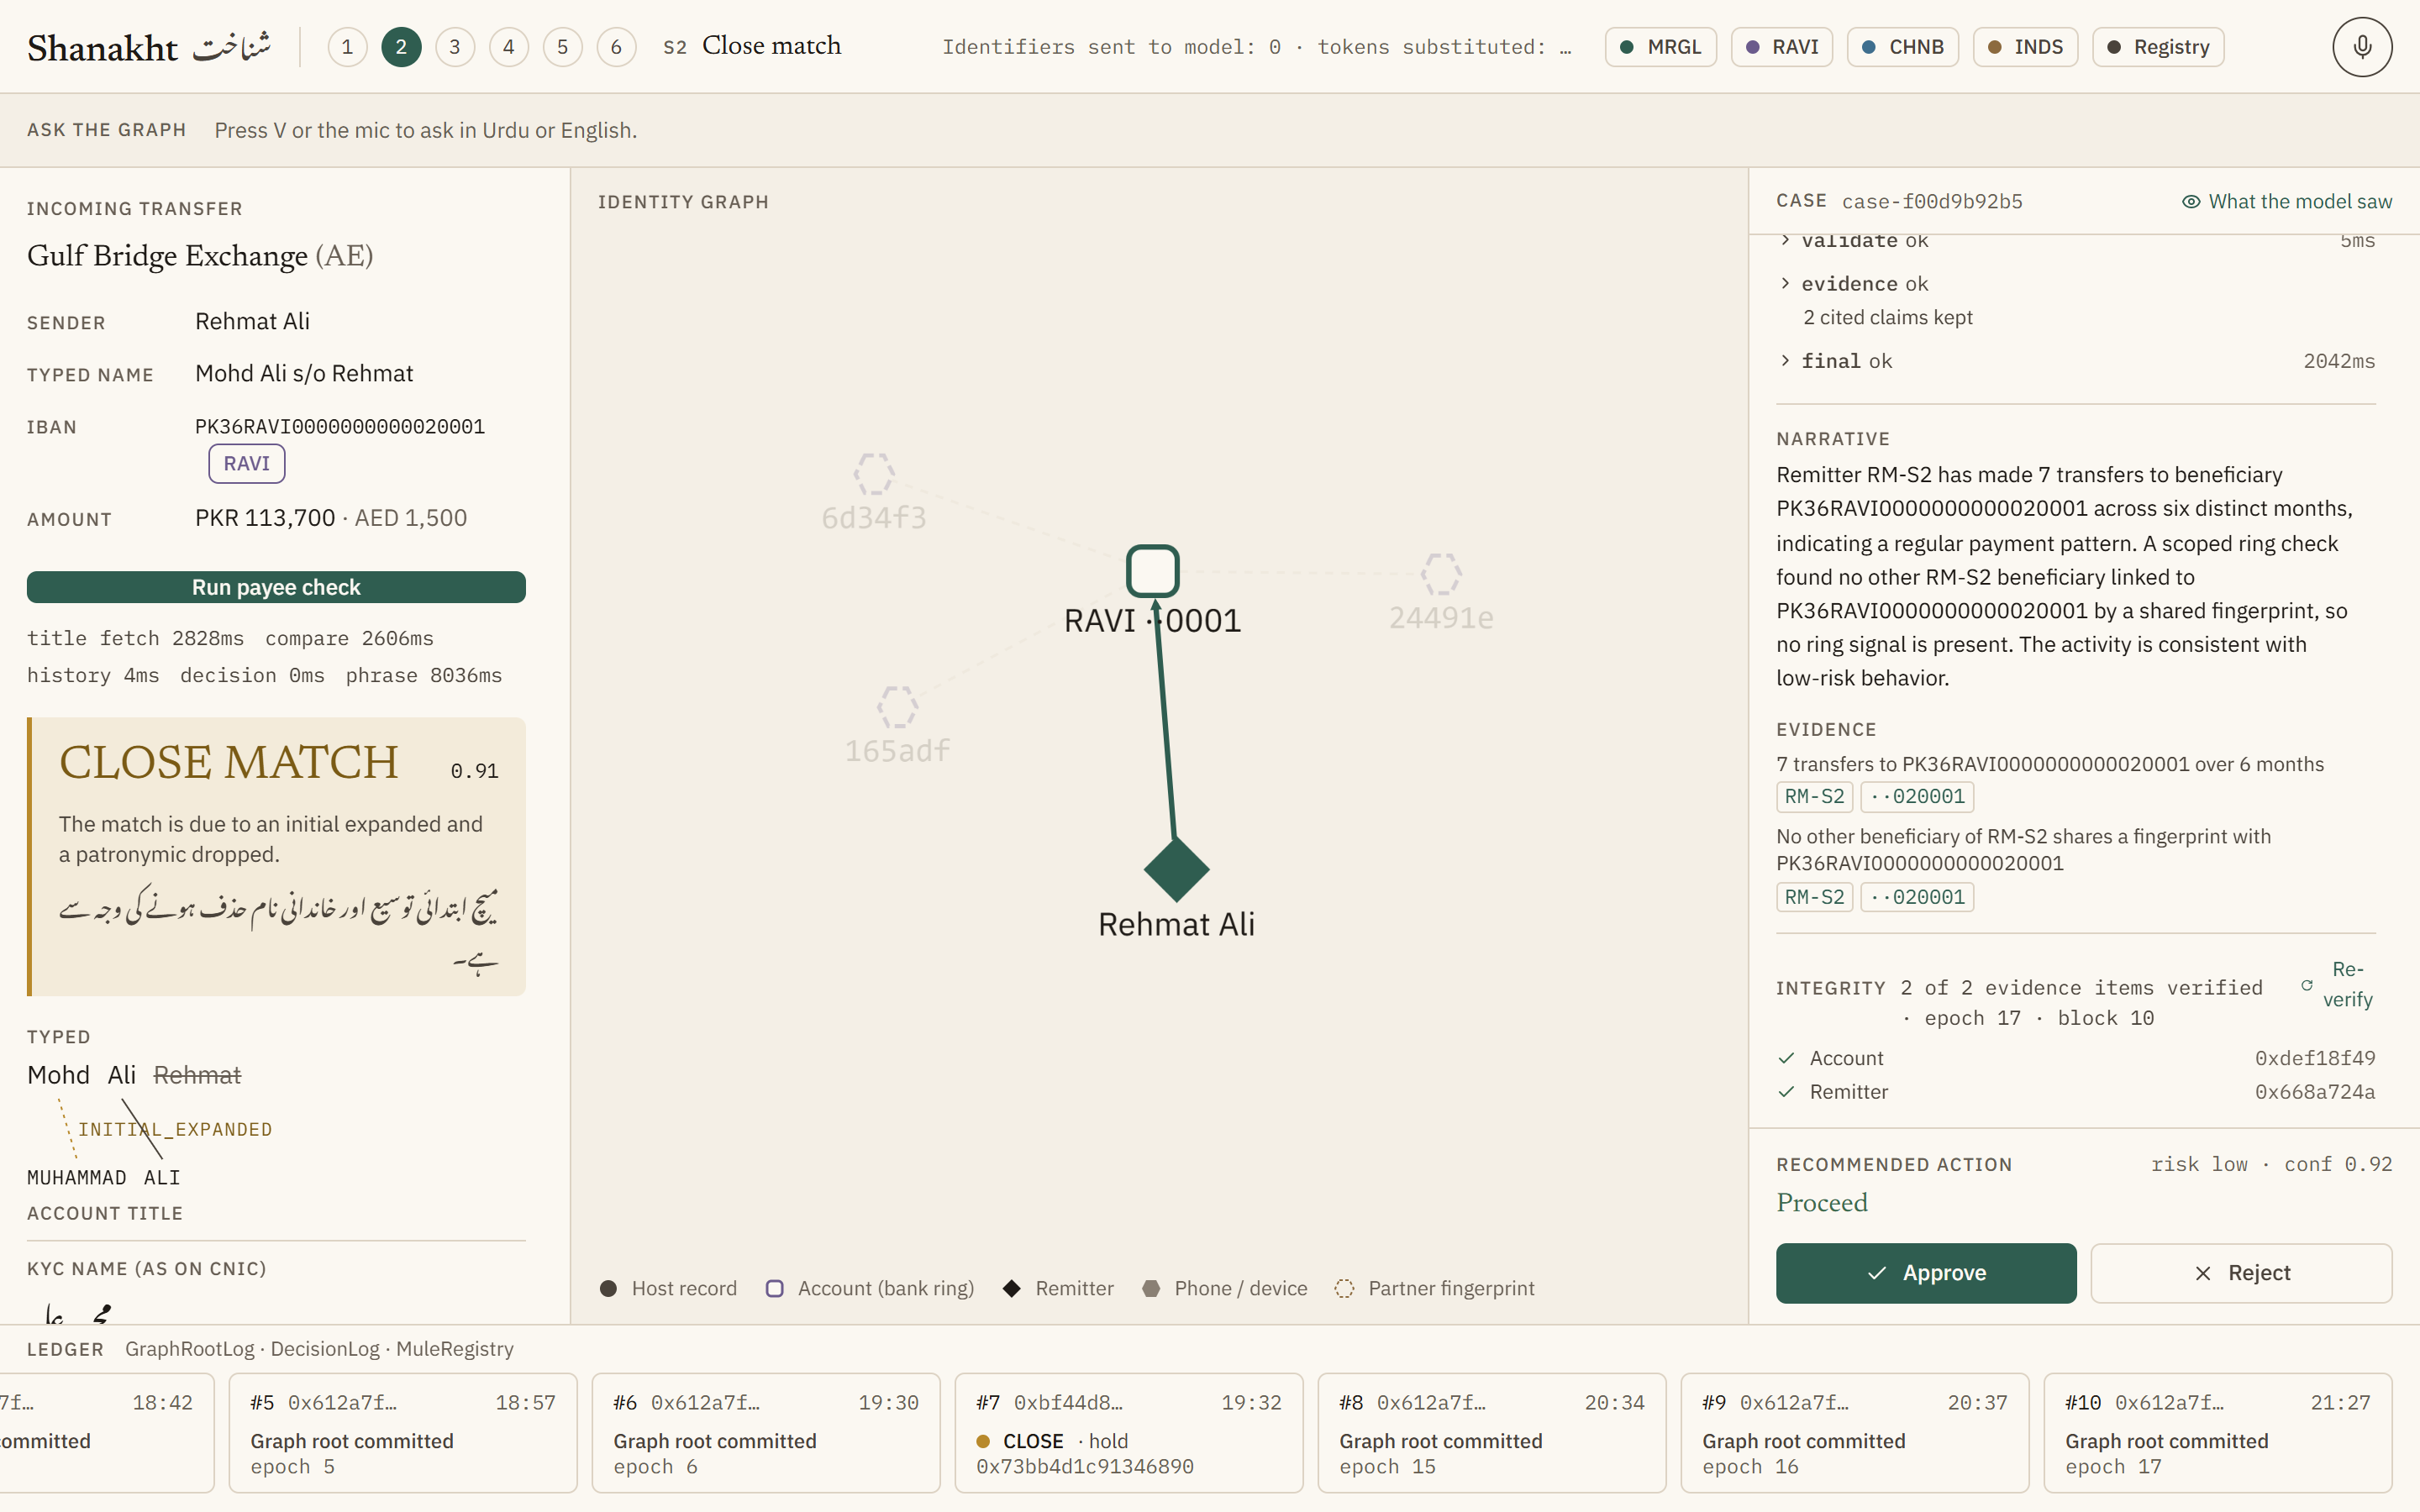 Shanakht شناخت
1 2 3 4 5 6
S2 Close match
Identifiers sent to model: 0 · tokens substituted: …
MRGL RAVI CHNB INDS Registry
ASK THE GRAPH Press V or the mic to ask in Urdu or English.
INCOMING TRANSFER
Gulf Bridge Exchange (AE)
SENDER Rehmat Ali
TYPED NAME Mohd Ali s/o Rehmat
IBAN PK36RAVI0000000000020001
RAVI
AMOUNT PKR 113,700 · AED 1,500
Run payee check
title fetch 2828ms compare 2606ms
history 4ms decision 0ms phrase 8036ms
CLOSE MATCH 0.91
The match is due to an initial expanded and
a patronymic dropped.
میچ ابتدائی توسیع اور خاندانی نام حذف ہونے کی وجہ سے
ہے۔
TYPED
Mohd Ali Rehmat
INITIAL_EXPANDED
MUHAMMAD ALI
ACCOUNT TITLE
KYC NAME (AS ON CNIC)
IDENTITY GRAPH
6d34f3
RAVI ··0001
24491e
165adf
Rehmat Ali
Host record Account (bank ring) Remitter Phone / device Partner fingerprint
CASE case-f00d9b92b5 What the model saw
validate ok 5ms
evidence ok
2 cited claims kept
final ok 2042ms
NARRATIVE
Remitter RM-S2 has made 7 transfers to beneficiary
PK36RAVI0000000000020001 across six distinct months,
indicating a regular payment pattern. A scoped ring check
found no other RM-S2 beneficiary linked to
PK36RAVI0000000000020001 by a shared fingerprint, so
no ring signal is present. The activity is consistent with
low-risk behavior.
EVIDENCE
7 transfers to PK36RAVI0000000000020001 over 6 months
RM-S2 ··020001
No other beneficiary of RM-S2 shares a fingerprint with
PK36RAVI0000000000020001
RM-S2 ··020001
INTEGRITY 2 of 2 evidence items verified
· epoch 17 · block 10
Re-
verify
Account 0xdef18f49
Remitter 0x668a724a
RECOMMENDED ACTION risk low · conf 0.92
Proceed
Approve Reject
LEDGER GraphRootLog · DecisionLog · MuleRegistry
7f… 18:42
ommitted
#5 0x612a7f… 18:57
Graph root committed
epoch 5
#6 0x612a7f… 19:30
Graph root committed
epoch 6
#7 0xbf44d8… 19:32
CLOSE · hold
0x73bb4d1c91346890
#8 0x612a7f… 20:34
Graph root committed
epoch 15
#9 0x612a7f… 20:37
Graph root committed
epoch 16
#10 0x612a7f… 21:27
Graph root committed
epoch 17